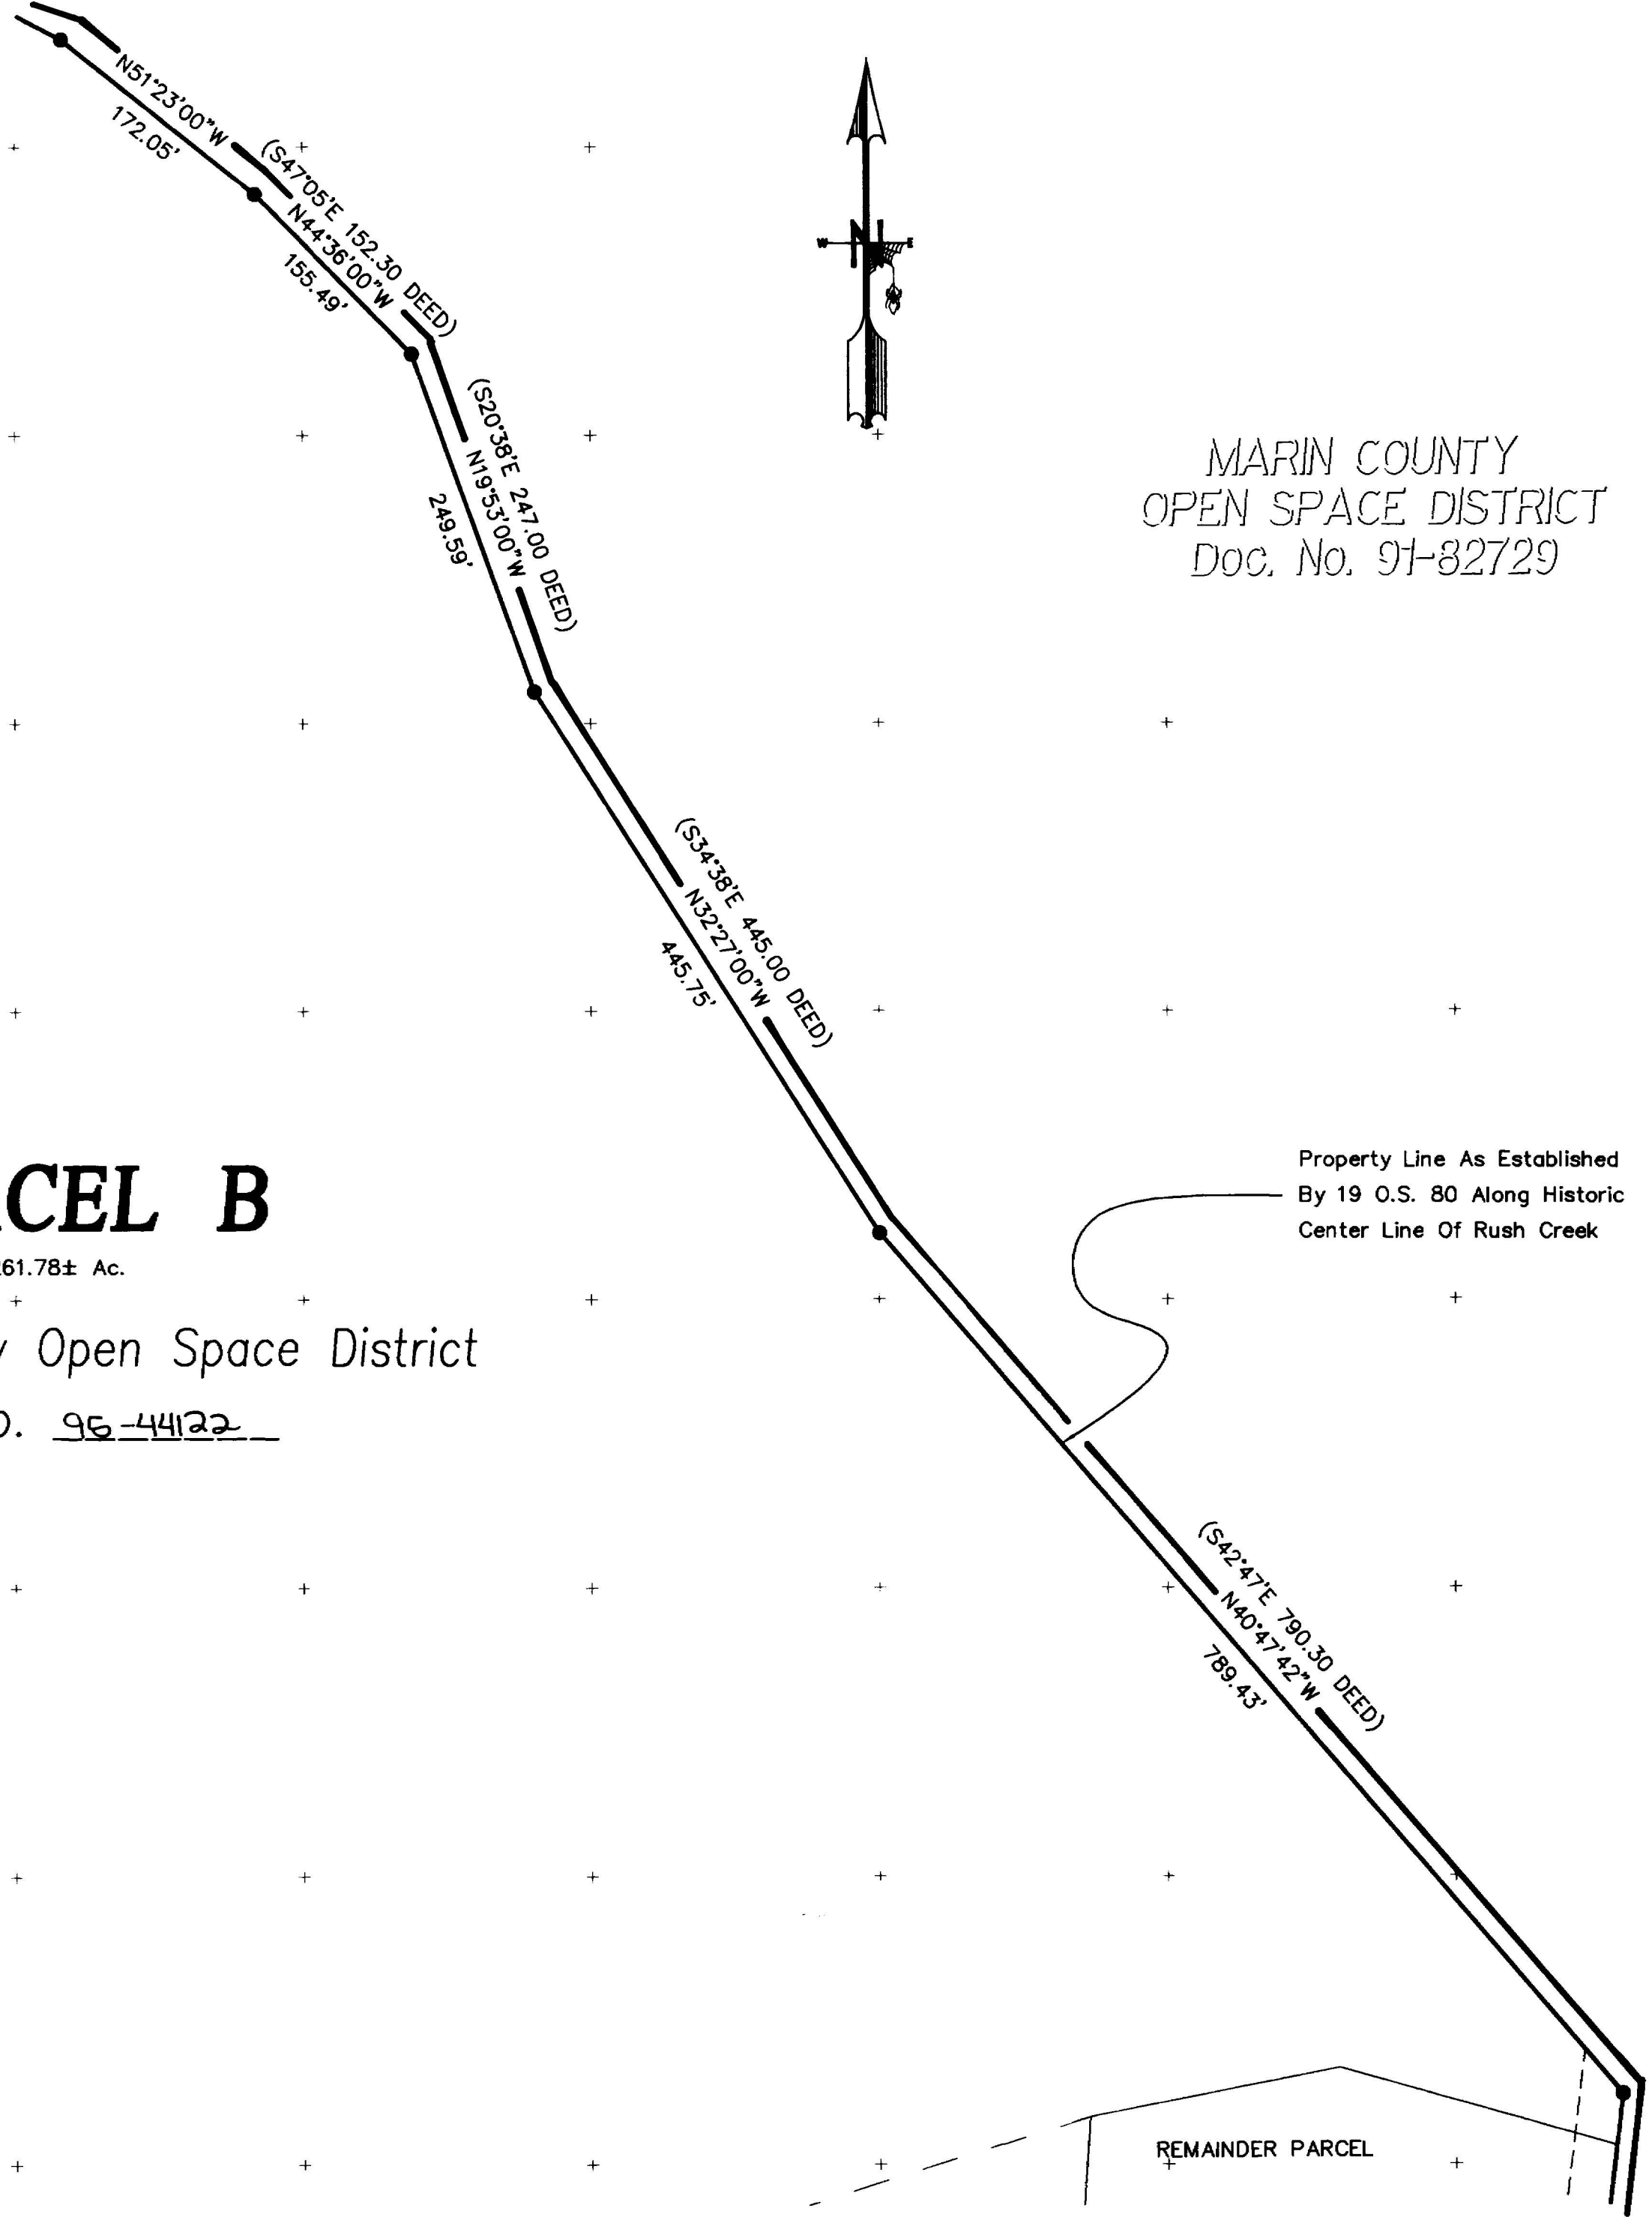 N51°23'00"W
172.05'
(S47°05'E 152.30 DEED)
N44°36'00"W
155.49'
W N E
(S20°38'E 247.00 DEED)
N19°53'00"W
249.59'
MARIN COUNTY
OPEN SPACE DISTRICT
Doc. No. 91-82729
(S34°38'E 445.00 DEED)
N32°27'00"W
445.75'
Property Line As Established
By 19 O.S. 80 Along Historic
Center Line Of Rush Creek
CEL B
61.78± Ac.
Open Space District
O. 95-44122
(S42°47'E 790.30 DEED)
N40°47'42"W
789.43'
REMAINDER PARCEL